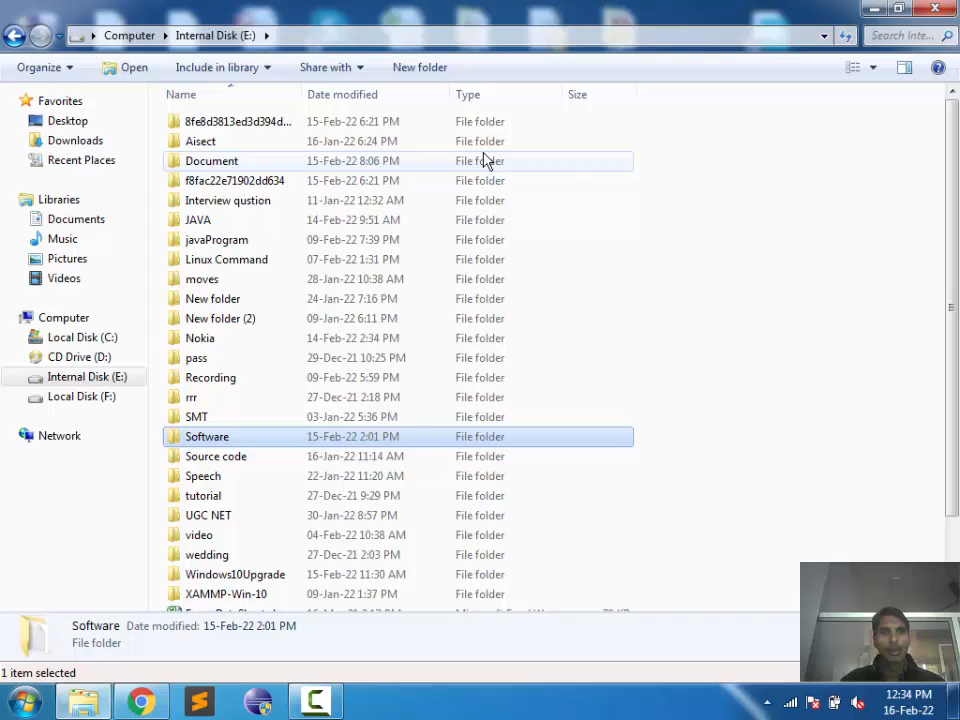 Computer Internal Disk (E:) Search Inte...
Organize Open Include in library Share with New folder
Name Date modified Type Size
Favorites
Desktop
Downloads
Recent Places
Libraries
Documents
Music
Pictures
Videos
Computer
Local Disk (C:)
CD Drive (D:)
Internal Disk (E:)
Local Disk (F:)
Network
8fe8d3813ed3d394d... 15-Feb-22 6:21 PM File folder
Aisect 16-Jan-22 6:24 PM File folder
Document 15-Feb-22 8:06 PM File folder
f8fac22e71902dd634 15-Feb-22 6:21 PM File folder
Interview qustion 11-Jan-22 12:32 AM File folder
JAVA 14-Feb-22 9:51 AM File folder
javaProgram 09-Feb-22 7:39 PM File folder
Linux Command 07-Feb-22 1:31 PM File folder
moves 28-Jan-22 10:38 AM File folder
New folder 24-Jan-22 7:16 PM File folder
New folder (2) 09-Jan-22 6:11 PM File folder
Nokia 14-Feb-22 2:34 PM File folder
pass 29-Dec-21 10:25 PM File folder
Recording 09-Feb-22 5:59 PM File folder
rrr 27-Dec-21 2:18 PM File folder
SMT 03-Jan-22 5:36 PM File folder
Software 15-Feb-22 2:01 PM File folder
Source code 16-Jan-22 11:14 AM File folder
Speech 22-Jan-22 11:20 AM File folder
tutorial 27-Dec-21 9:29 PM File folder
UGC NET 30-Jan-22 8:57 PM File folder
video 04-Feb-22 10:38 AM File folder
wedding 27-Dec-21 2:03 PM File folder
Windows10Upgrade 15-Feb-22 11:30 AM File folder
XAMMP-Win-10 09-Jan-22 1:37 PM File folder
Software Date modified: 15-Feb-22 2:01 PM
File folder
1 item selected
12:34 PM
16-Feb-22